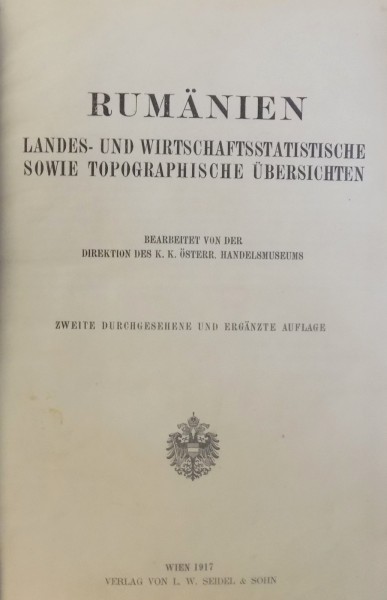 RUMÄNIEN
LANDES- UND WIRTSCHAFTSSTATISTISCHE
SOWIE TOPOGRAPHISCHE ÜBERSICHTEN
BEARBEITET VON DER
DIREKTION DES K. K. ÖSTERR. HANDELSMUSEUMS
ZWEITE DURCHGESEHENE UND ERGÄNZTE AUFLAGE
WIEN 1917
VERLAG VON L. W. SEIDEL & SOHN